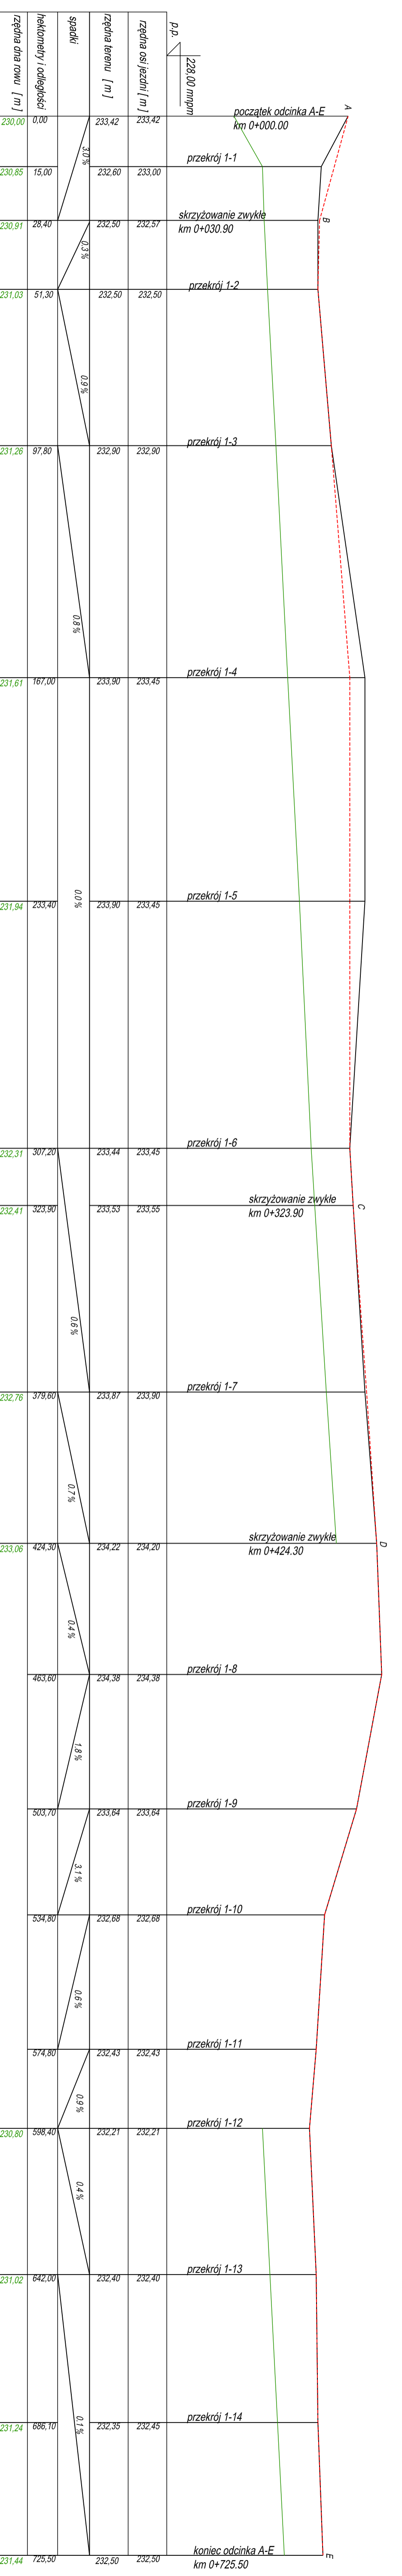 rzędna dna rowu [ m ]
hektometry i odległości
spadki
rzędna terenu [ m ]
rzędna osi jezdni [ m ]
p.p.
228.00 mnpm
A
początek odcinka A-E
km 0+000.00
230,00 0,00 233,42 233,42
3.0 %
przekrój 1-1
230,85 15,00 232,60 233,00
B
skrzyżowanie zwykłe
km 0+030.90
230,91 28,40 232,50 232,57
0.3 %
przekrój 1-2
231,03 51,30 232,50 232,50
0.9 %
przekrój 1-3
231,26 97,80 232,90 232,90
0.8 %
przekrój 1-4
231,61 167,00 233,90 233,45
0.0 %
przekrój 1-5
231,94 233,40 233,90 233,45
przekrój 1-6
232,31 307,20 233,44 233,45
skrzyżowanie zwykłe
km 0+323.90
C
232,41 323,90 233,53 233,55
0.6 %
przekrój 1-7
232,76 379,60 233,87 233,90
0.7 %
skrzyżowanie zwykłe
km 0+424.30
D
233,06 424,30 234,22 234,20
0.4 %
przekrój 1-8
463,60 234,38 234,38
1.8 %
przekrój 1-9
503,70 233,64 233,64
3.1 %
przekrój 1-10
534,80 232,68 232,68
0.6 %
przekrój 1-11
574,80 232,43 232,43
0.9 %
przekrój 1-12
230,80 598,40 232,21 232,21
0.4 %
przekrój 1-13
231,02 642,00 232,40 232,40
0.1 %
przekrój 1-14
231,24 686,10 232,35 232,45
koniec odcinka A-E
km 0+725.50
E
231,44 725,50 232,50 232,50